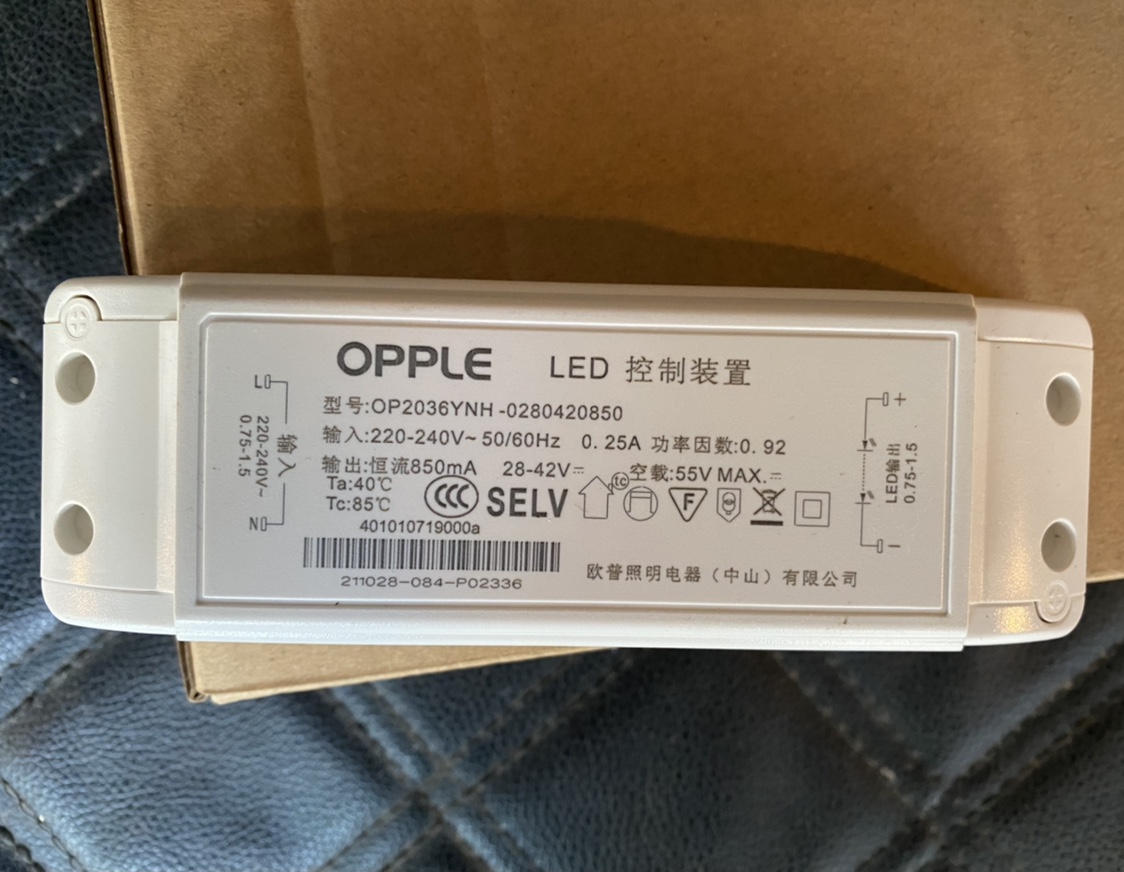 OPPLE LED 控制装置
型号:OP2036YNH-0280420850
输入:220-240V~ 50/60Hz 0.25A 功率因数:0.92
输出:恒流850mA 28-42V⎓ 空载:55V MAX.⎓
Ta:40℃
Tc:85℃
CCC SELV tc F
401010719000a
211028-084-P02336
欧普照明电器（中山）有限公司
L
输入
220-240V~
0.75-1.5
N
+
LED输出
0.75-1.5
-